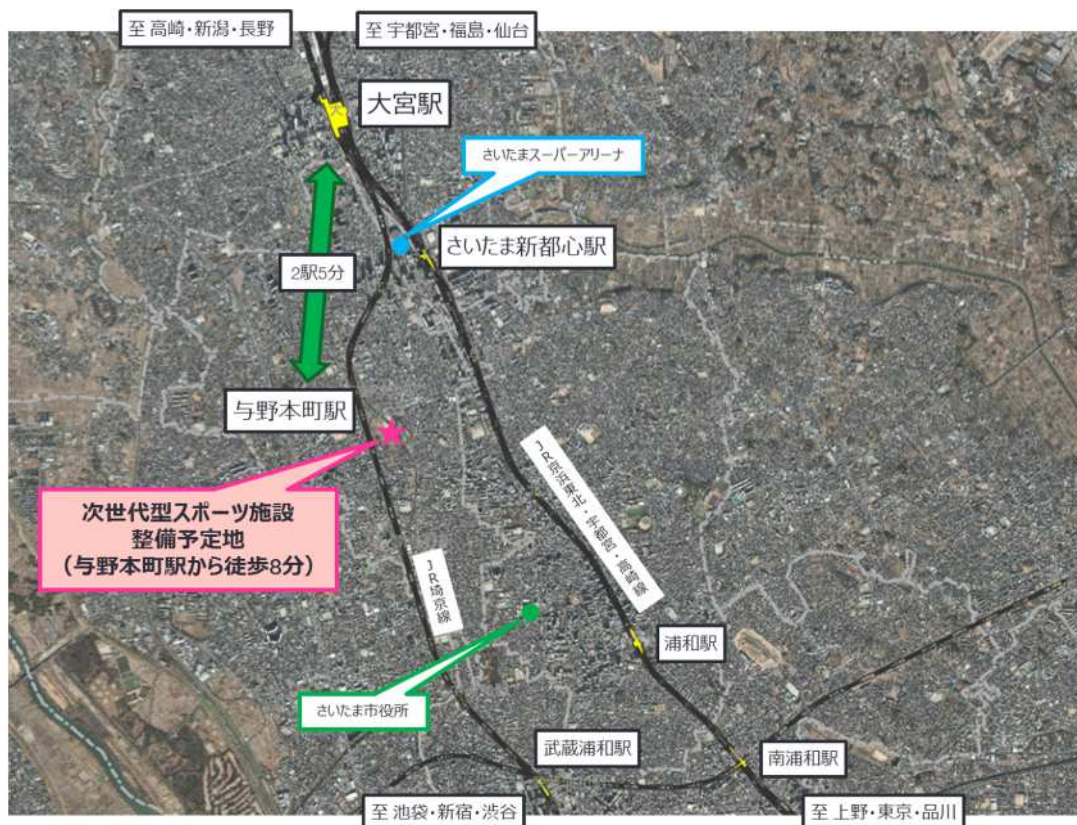 至 高崎・新潟・長野
至 宇都宮・福島・仙台
大宮駅
さいたまスーパーアリーナ
さいたま新都心駅
2駅5分
与野本町駅
次世代型スポーツ施設
整備予定地
(与野本町駅から徒歩8分)
JR京浜東北・宇都宮・高崎線
JR埼京線
浦和駅
さいたま市役所
武蔵浦和駅
南浦和駅
至 池袋・新宿・渋谷
至 上野・東京・品川